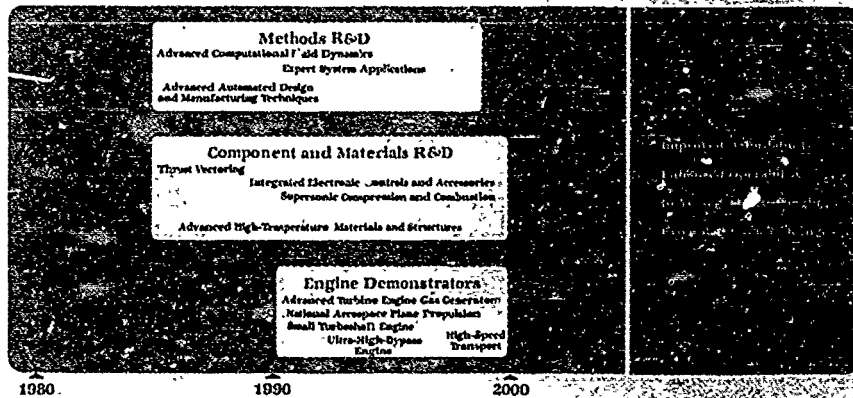 Methods R&D
Advanced Computational Fluid Dynamics
Expert System Applications
Advanced Automated Design
and Manufacturing Techniques
Component and Materials R&D
Thrust Vectoring
Integrated Electronic Controls and Accessories
Supersonic Compression and Combustion
Advanced High-Temperature Materials and Structures
Engine Demonstrators
Advanced Turbine Engine Gas Generators
National Aerospace Plane Propulsion
Small Turboshaft Engine
Ultra-High-Bypass
Engine
High-Speed
Transport
1980
1990
2000